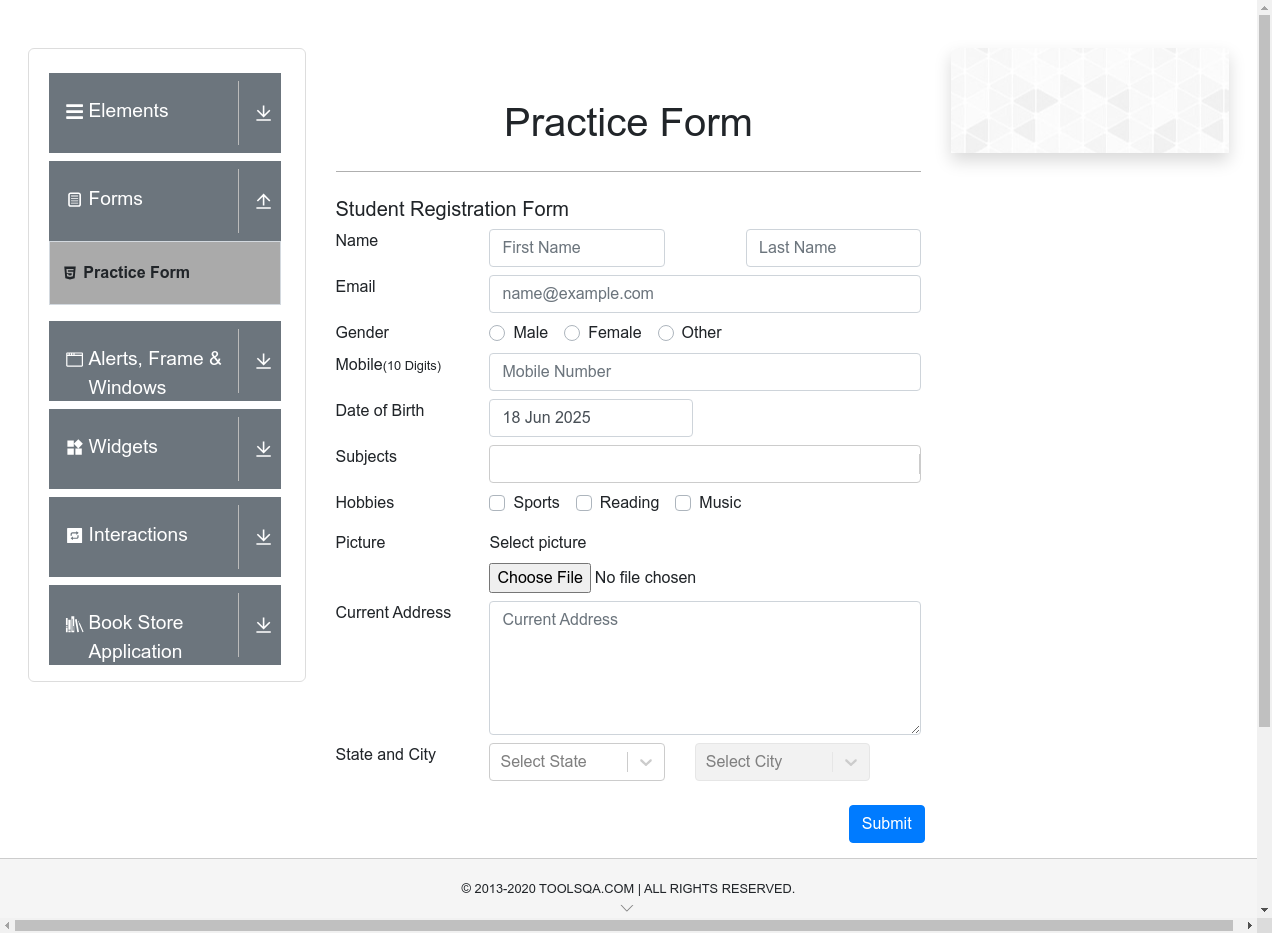 Elements
Forms
Practice Form
Alerts, Frame &
Windows
Widgets
Interactions
Book Store
Application
Practice Form
Student Registration Form
Name
First Name
Last Name
Email
name@example.com
Gender
Male
Female
Other
Mobile(10 Digits)
Mobile Number
Date of Birth
18 Jun 2025
Subjects
Hobbies
Sports
Reading
Music
Picture
Select picture
Choose File No file chosen
Current Address
Current Address
State and City
Select State
Select City
Submit
© 2013-2020 TOOLSQA.COM | ALL RIGHTS RESERVED.